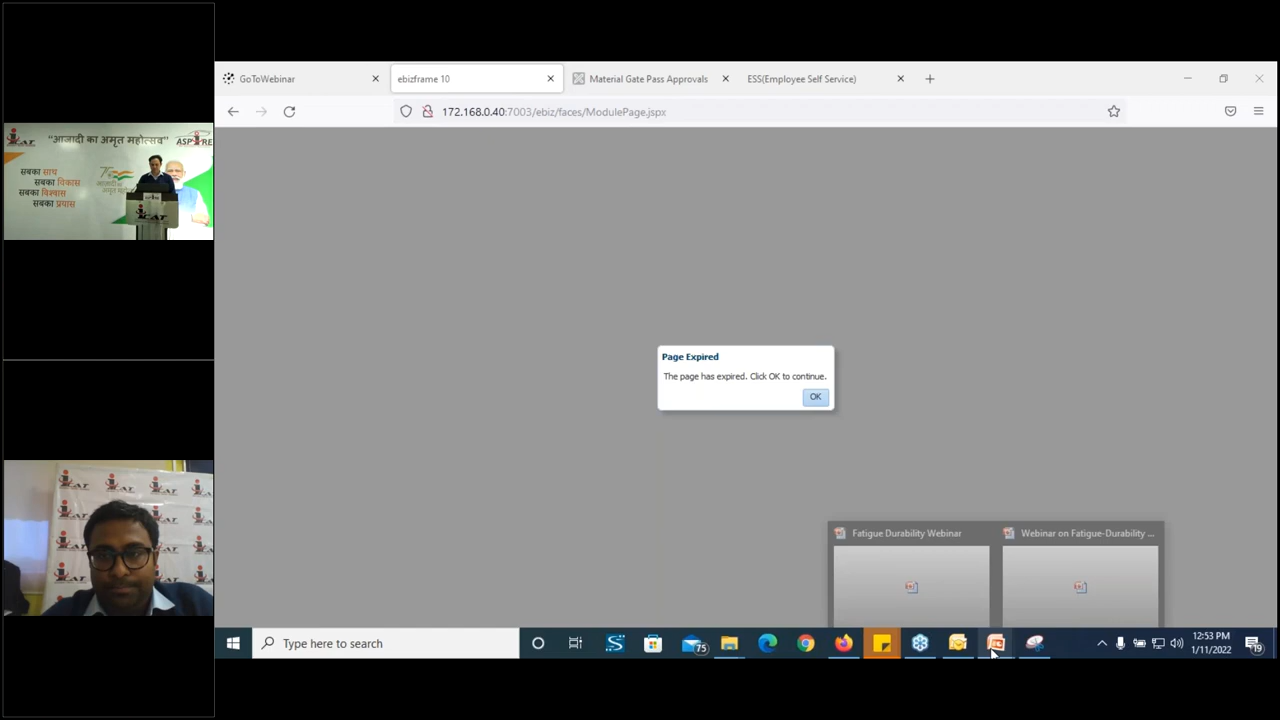 GoToWebinar
ebizframe 10
Material Gate Pass Approvals
ESS(Employee Self Service)
172.168.0.40:7003/ebiz/faces/ModulePage.jspx
"आजादी का अमृत महोत्सव"
सबका साथ
सबका विकास
सबका विश्वास
सबका प्रयास
Page Expired
The page has expired. Click OK to continue.
OK
Fatigue Durability Webinar
Webinar on Fatigue-Durability ...
Type here to search
75
12:53 PM
1/11/2022
19